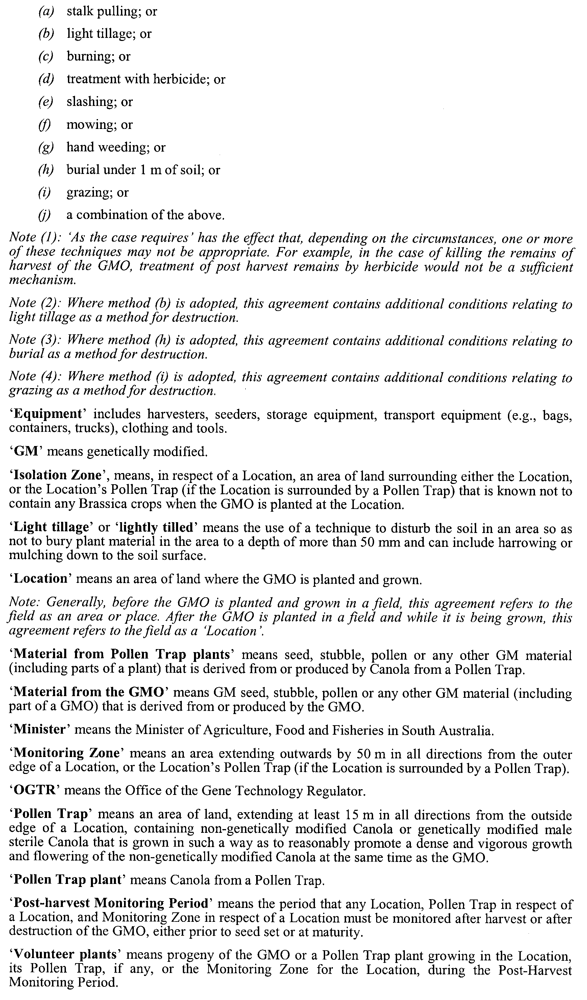 (a) stalk pulling; or
(b) light tillage; or
(c) burning; or
(d) treatment with herbicide; or
(e) slashing; or
(f) mowing; or
(g) hand weeding; or
(h) burial under 1 m of soil; or
(i) grazing; or
(j) a combination of the above.
Note (1): ‘As the case requires’ has the effect that, depending on the circumstances, one or more
of these techniques may not be appropriate. For example, in the case of killing the remains of
harvest of the GMO, treatment of post harvest remains by herbicide would not be a sufficient
mechanism.
Note (2): Where method (b) is adopted, this agreement contains additional conditions relating to
light tillage as a method for destruction.
Note (3): Where method (h) is adopted, this agreement contains additional conditions relating to
burial as a method for destruction.
Note (4): Where method (i) is adopted, this agreement contains additional conditions relating to
grazing as a method for destruction.
‘Equipment’ includes harvesters, seeders, storage equipment, transport equipment (e.g., bags,
containers, trucks), clothing and tools.
‘GM’ means genetically modified.
‘Isolation Zone’, means, in respect of a Location, an area of land surrounding either the Location,
or the Location’s Pollen Trap (if the Location is surrounded by a Pollen Trap) that is known not to
contain any Brassica crops when the GMO is planted at the Location.
‘Light tillage’ or ‘lightly tilled’ means the use of a technique to disturb the soil in an area so as
not to bury plant material in the area to a depth of more than 50 mm and can include harrowing or
mulching down to the soil surface.
‘Location’ means an area of land where the GMO is planted and grown.
Note: Generally, before the GMO is planted and grown in a field, this agreement refers to the
field as an area or place. After the GMO is planted in a field and while it is being grown, this
agreement refers to the field as a ‘Location’.
‘Material from Pollen Trap plants’ means seed, stubble, pollen or any other GM material
(including parts of a plant) that is derived from or produced by Canola from a Pollen Trap.
‘Material from the GMO’ means GM seed, stubble, pollen or any other GM material (including
part of a GMO) that is derived from or produced by the GMO.
‘Minister’ means the Minister of Agriculture, Food and Fisheries in South Australia.
‘Monitoring Zone’ means an area extending outwards by 50 m in all directions from the outer
edge of a Location, or the Location’s Pollen Trap (if the Location is surrounded by a Pollen Trap).
‘OGTR’ means the Office of the Gene Technology Regulator.
‘Pollen Trap’ means an area of land, extending at least 15 m in all directions from the outside
edge of a Location, containing non-genetically modified Canola or genetically modified male
sterile Canola that is grown in such a way as to reasonably promote a dense and vigorous growth
and flowering of the non-genetically modified Canola at the same time as the GMO.
‘Pollen Trap plant’ means Canola from a Pollen Trap.
‘Post-harvest Monitoring Period’ means the period that any Location, Pollen Trap in respect of
a Location, and Monitoring Zone in respect of a Location must be monitored after harvest or after
destruction of the GMO, either prior to seed set or at maturity.
‘Volunteer plants’ means progeny of the GMO or a Pollen Trap plant growing in the Location,
its Pollen Trap, if any, or the Monitoring Zone for the Location, during the Post-Harvest
Monitoring Period.